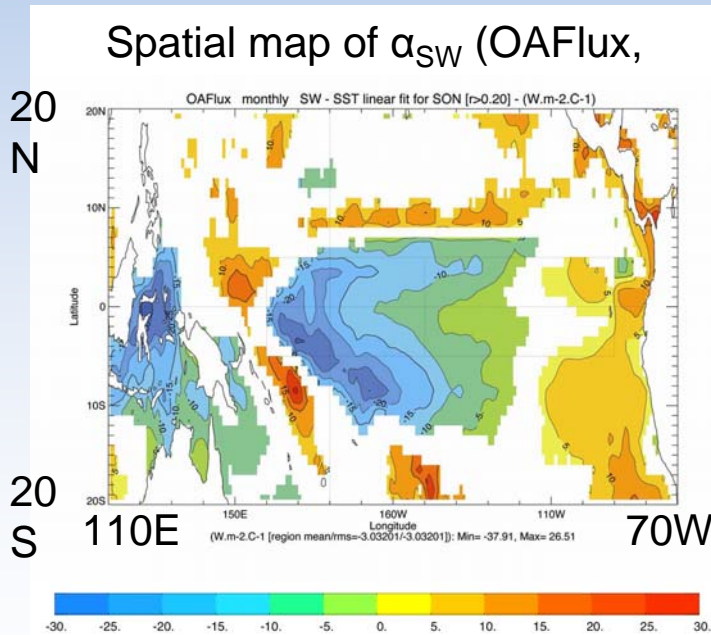 Spatial map of αSW (OAFlux,
OAFlux monthly SW - SST linear fit for SON [r>0.20] - (W.m-2.C-1)
20
N
20N
10N
0
10S
20S
Latitude
20
S
110E
150E
160W
110W
70W
Longitude
(W.m-2.C-1 [region mean/rms=-3.03201/-3.03201]): Min= -37.91, Max= 26.51
-30. -25. -20. -15. -10. -5. 0. 5. 10. 15. 20. 25. 30.